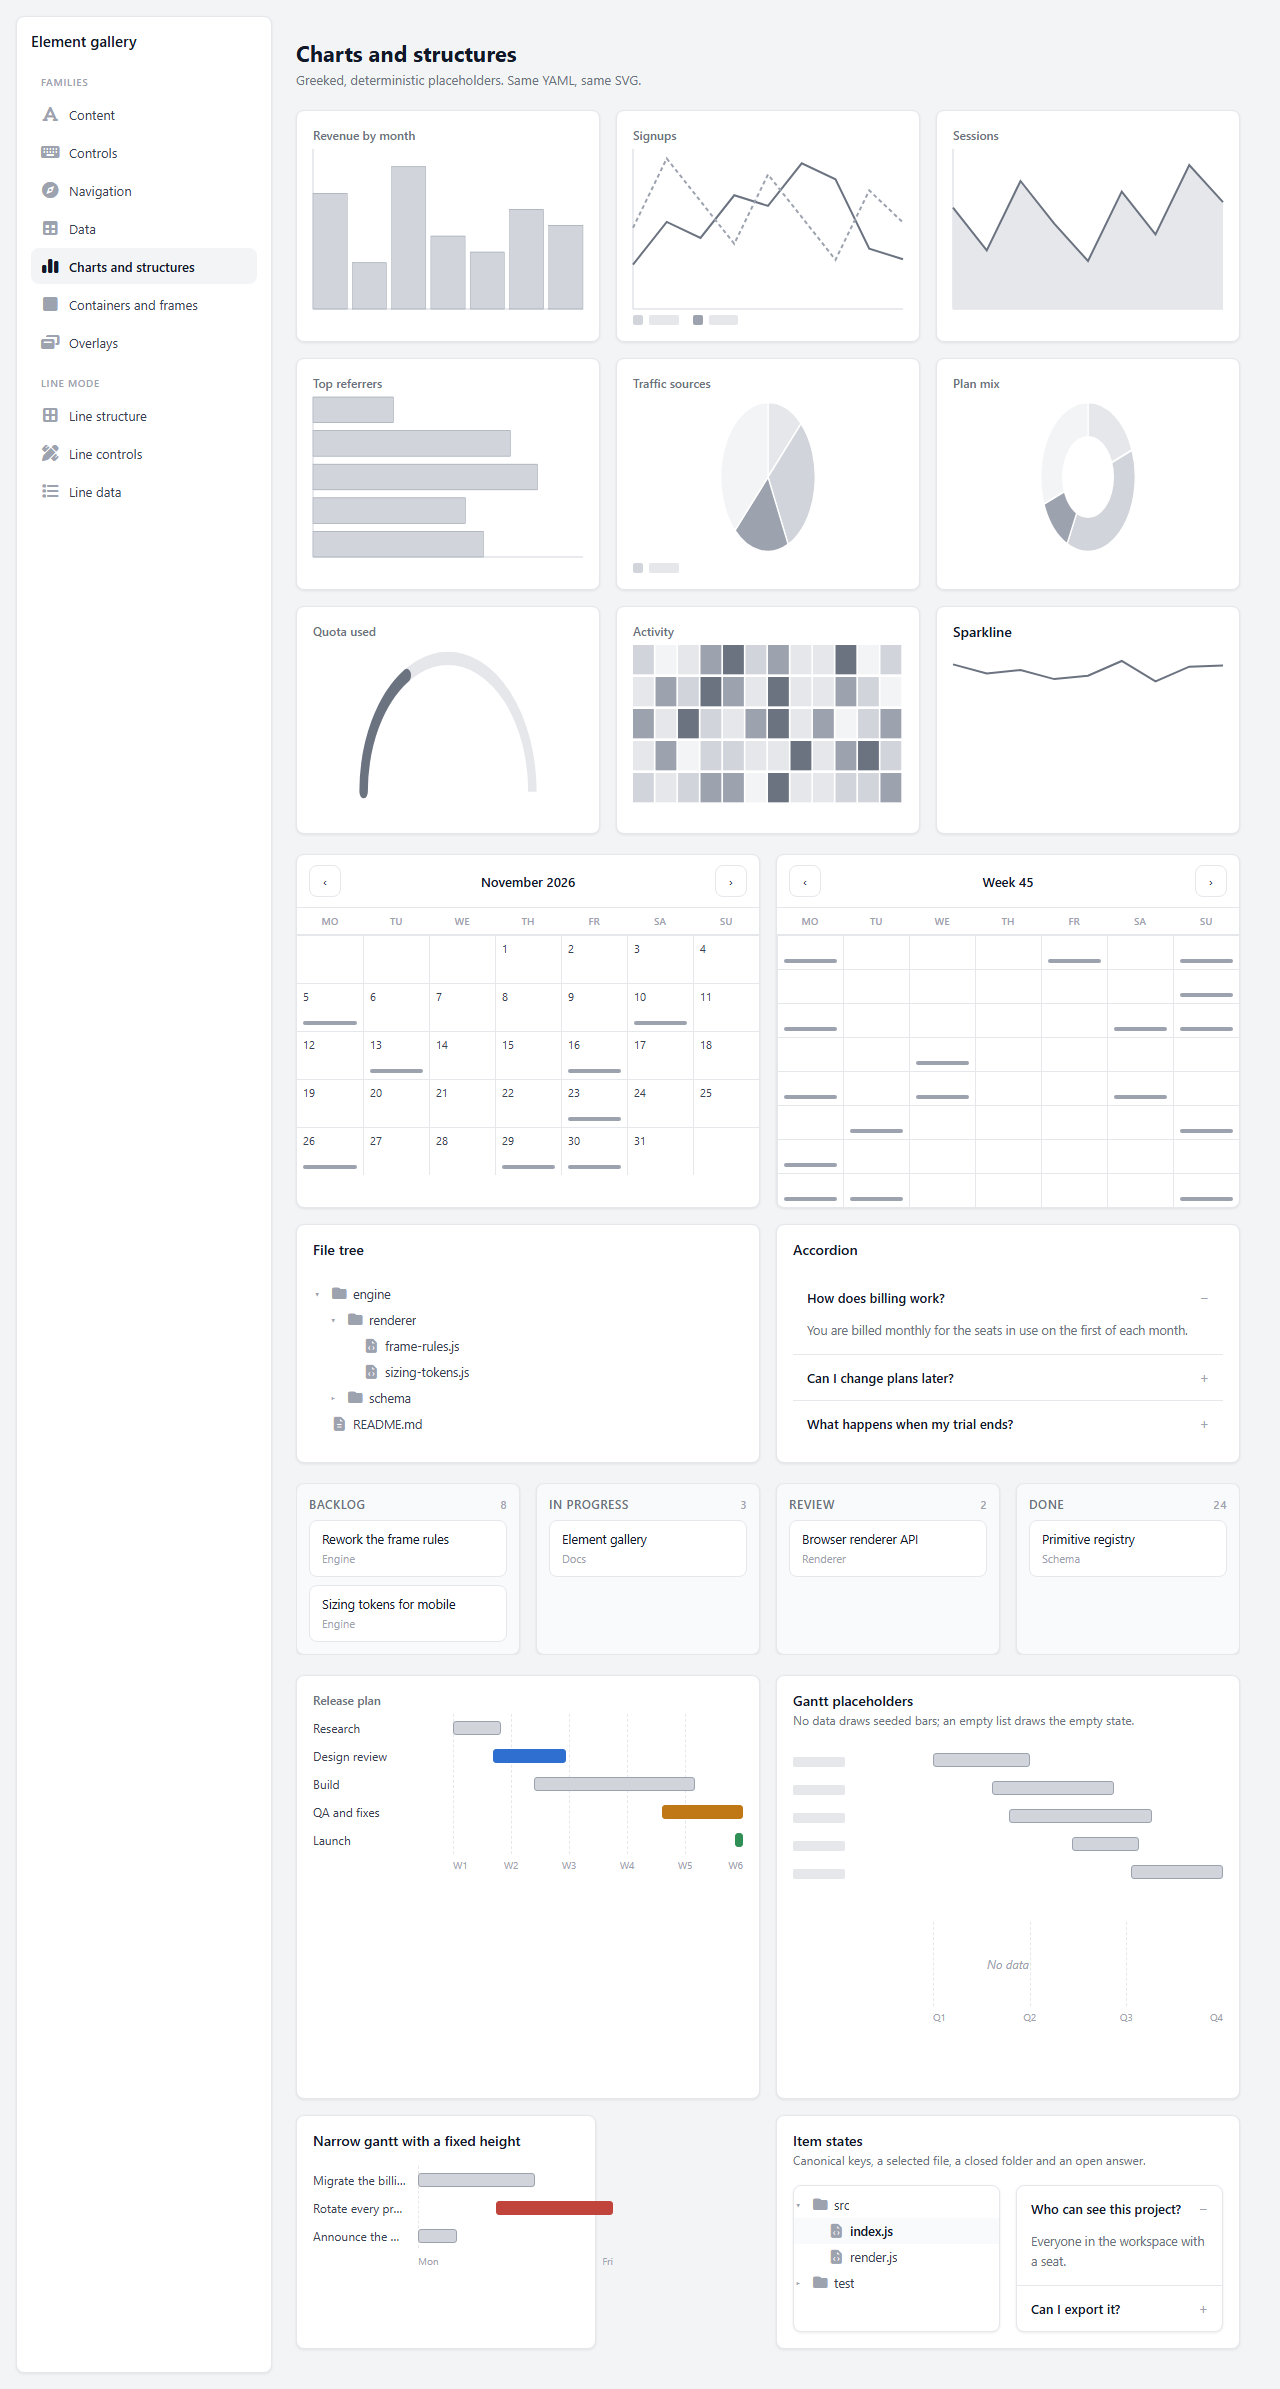 Element gallery
FAMILIES
Content
Controls
Navigation
Data
Charts and structures
Containers and frames
Overlays
LINE MODE
Line structure
Line controls
Line data
Charts and structures
Greeked, deterministic placeholders. Same YAML, same SVG.
Revenue by month
Signups
Sessions
Top referrers
Traffic sources
Plan mix
Quota used
Activity
Sparkline
‹ November 2026 ›
MO TU WE TH FR SA SU
1 2 3 4
5 6 7 8 9 10 11
12 13 14 15 16 17 18
19 20 21 22 23 24 25
26 27 28 29 30 31
‹ Week 45 ›
MO TU WE TH FR SA SU
File tree
engine
renderer
frame-rules.js
sizing-tokens.js
schema
README.md
Accordion
How does billing work? −
You are billed monthly for the seats in use on the first of each month.
Can I change plans later? +
What happens when my trial ends? +
BACKLOG 8
Rework the frame rules
Engine
Sizing tokens for mobile
Engine
IN PROGRESS 3
Element gallery
Docs
REVIEW 2
Browser renderer API
Renderer
DONE 24
Primitive registry
Schema
Release plan
Research
Design review
Build
QA and fixes
Launch
W1 W2 W3 W4 W5 W6
Gantt placeholders
No data draws seeded bars; an empty list draws the empty state.
No data
Q1 Q2 Q3 Q4
Narrow gantt with a fixed height
Migrate the billi...
Rotate every pr...
Announce the ...
Mon Fri
Item states
Canonical keys, a selected file, a closed folder and an open answer.
src
index.js
render.js
test
Who can see this project? −
Everyone in the workspace with
a seat.
Can I export it? +